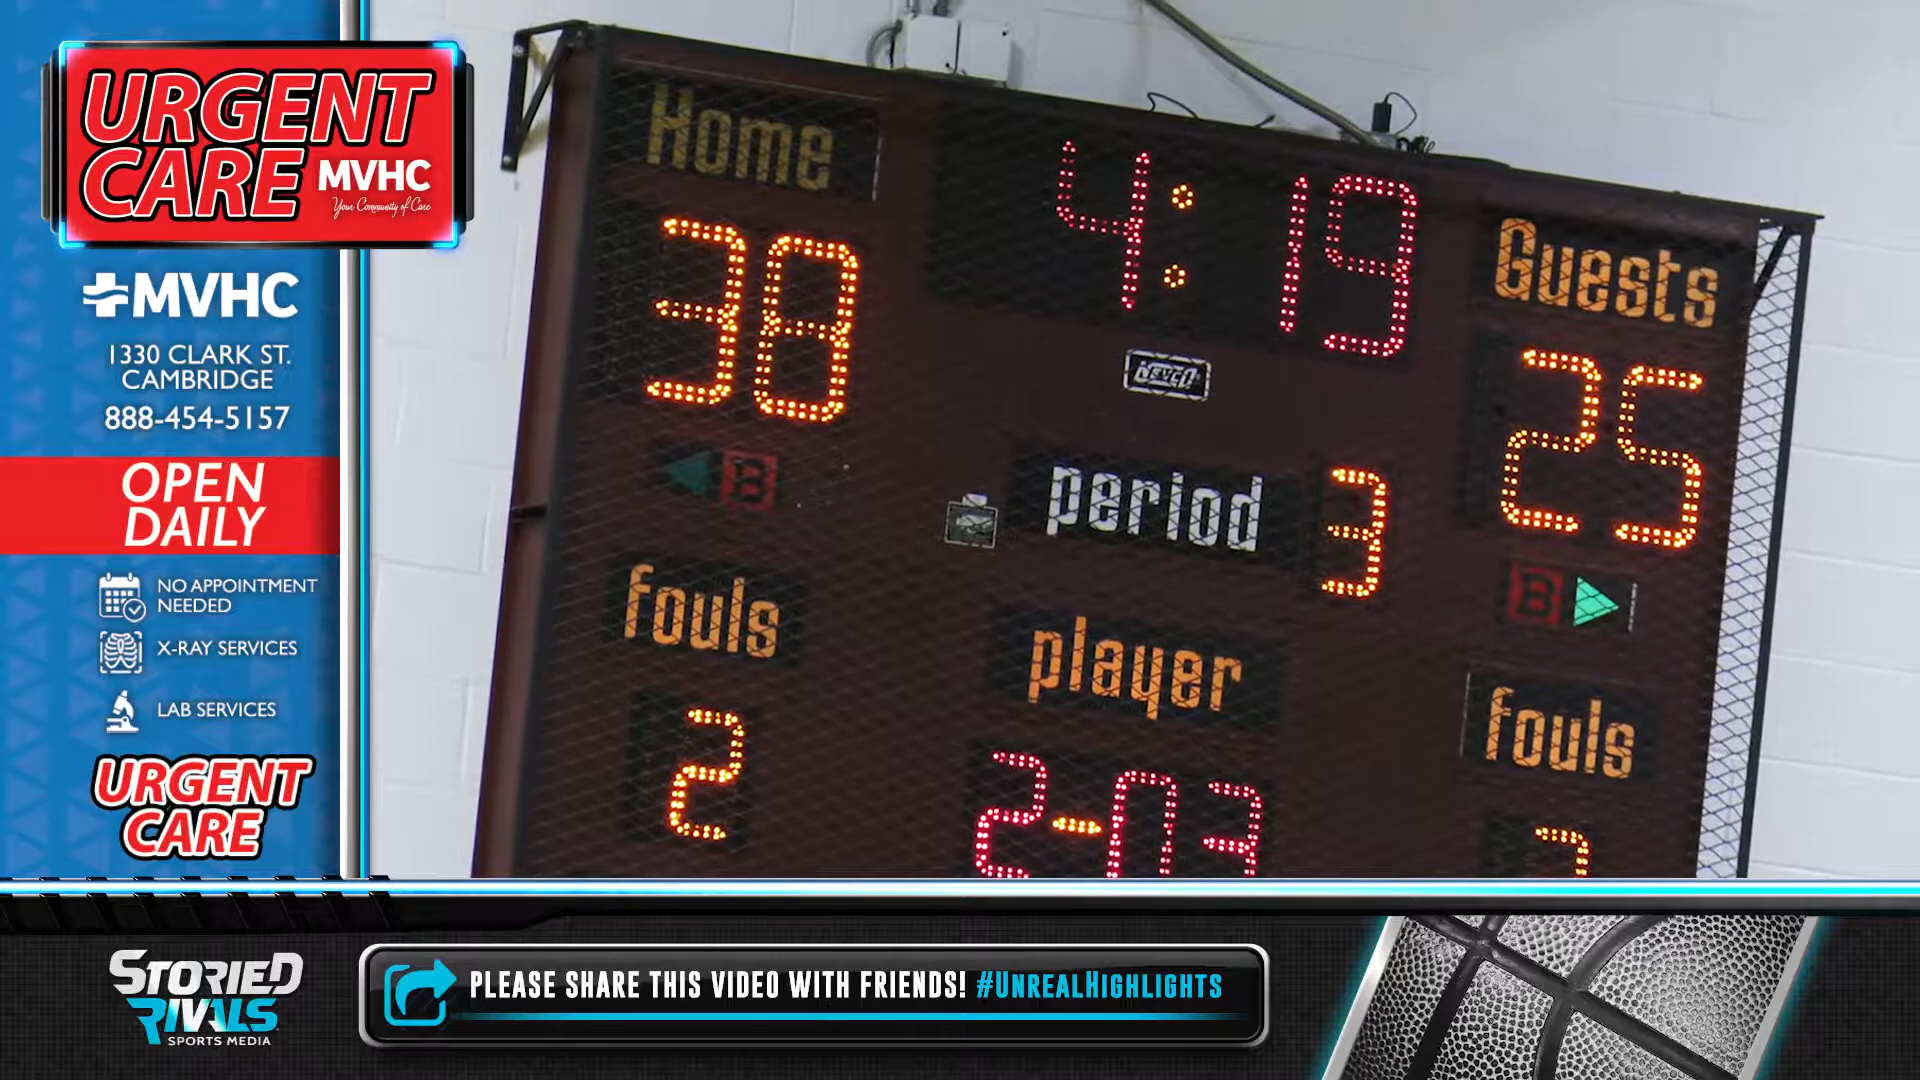 URGENT
CARE MVHC
Your Community of Care
MVHC
1330 CLARK ST.
CAMBRIDGE
888-454-5157
OPEN
DAILY
NO APPOINTMENT
NEEDED
X-RAY SERVICES
LAB SERVICES
URGENT
CARE
Home
4:19
Guests
38
25
NEVCO
B
period 3
B
fouls
player
fouls
2
STORIED
RIVALS
SPORTS MEDIA
PLEASE SHARE THIS VIDEO WITH FRIENDS! #UNREALHIGHLIGHTS